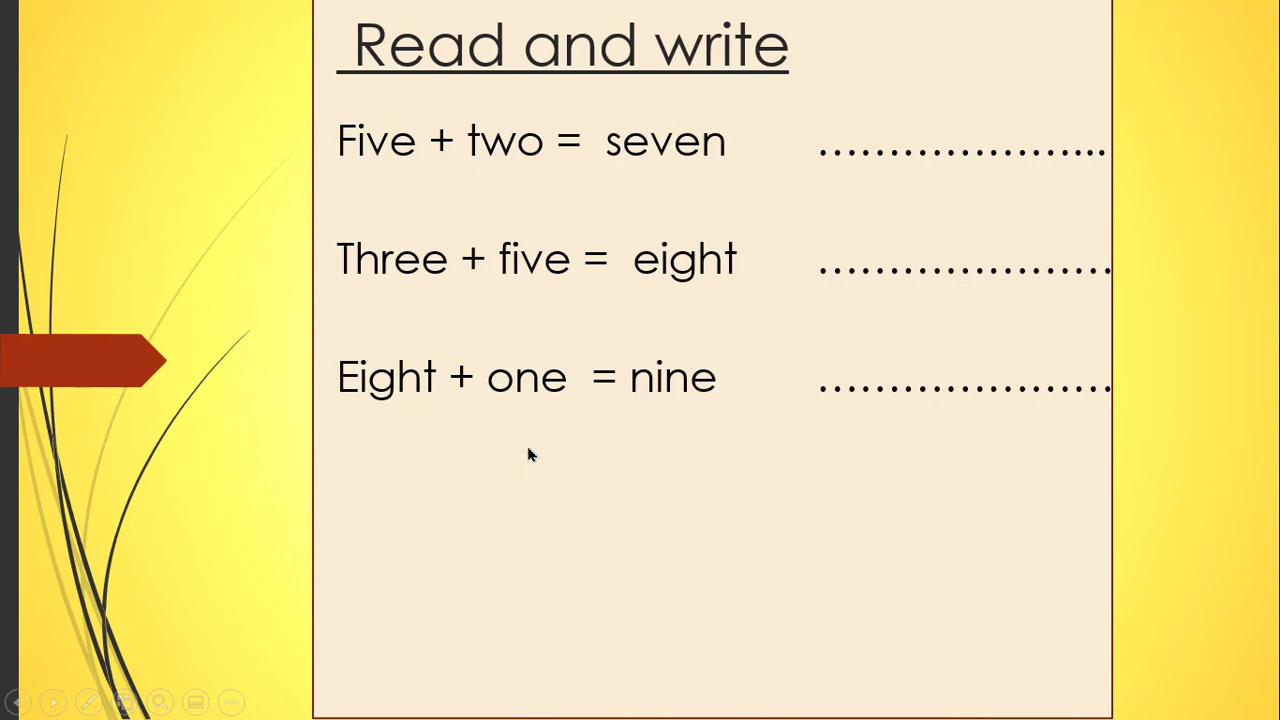 Read and write
Five + two = seven …………………...
Three + five = eight …………………
Eight + one = nine …………………